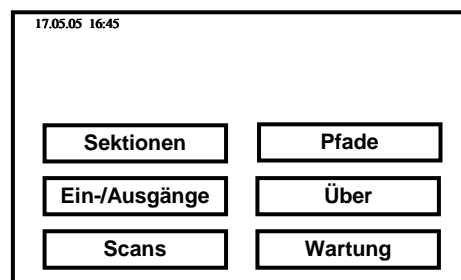 17.05.05 16:45
Sektionen Pfade
Ein-/Ausgänge Über
Scans Wartung